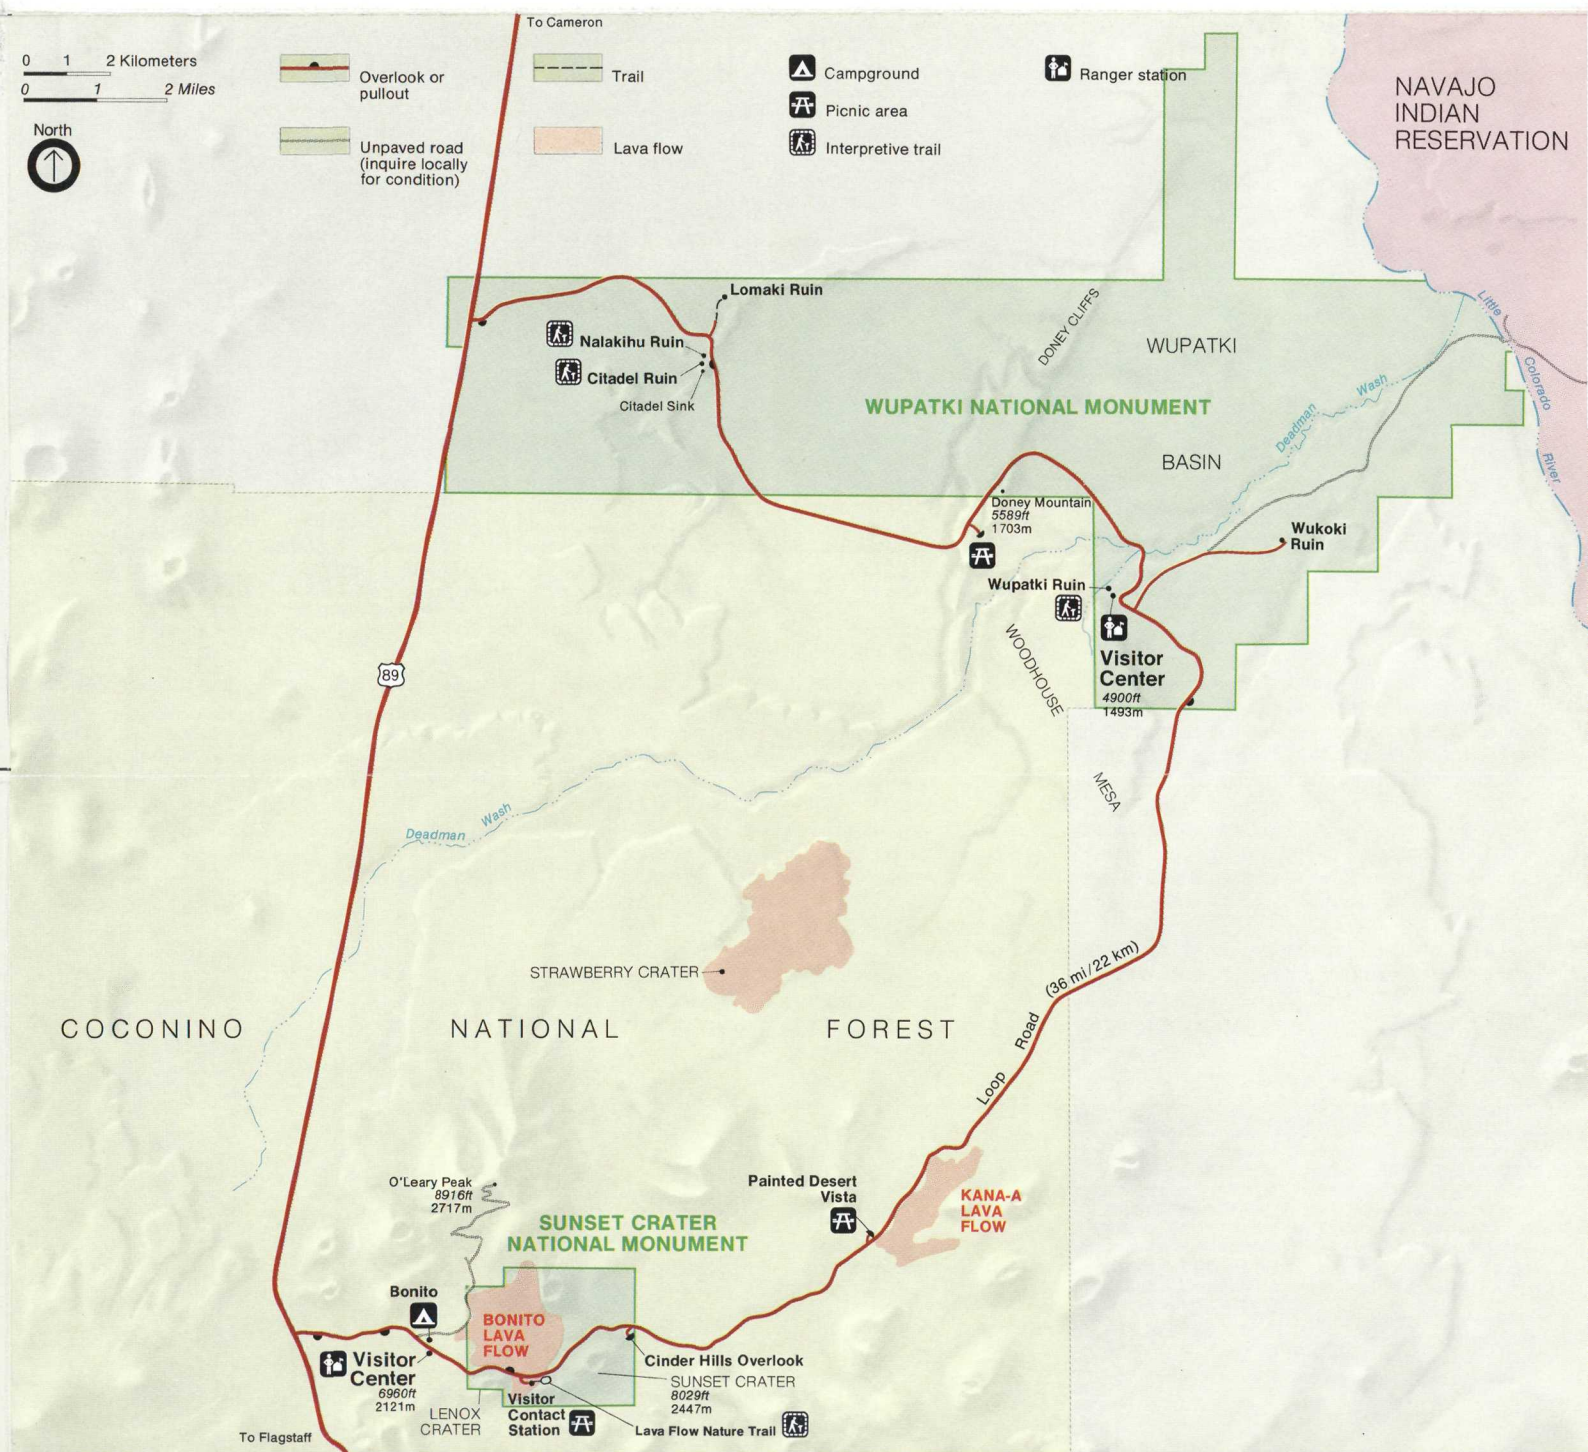 To Cameron
0 1 2 Kilometers
0 1 2 Miles
North
Overlook or
pullout
Unpaved road
(inquire locally
for condition)
Trail
Lava flow
Campground
Picnic area
Interpretive trail
Ranger station
NAVAJO
INDIAN
RESERVATION
Lomaki Ruin
Nalakihu Ruin
Citadel Ruin
Citadel Sink
DONEY CLIFFS
WUPATKI
BASIN
WUPATKI NATIONAL MONUMENT
Deadman Wash
Little
Colorado
River
Doney Mountain
5589ft
1703m
Wukoki
Ruin
Wupatki Ruin
Visitor
Center
4900ft
1493m
WOODHOUSE
MESA
89
Deadman Wash
STRAWBERRY CRATER
COCONINO NATIONAL FOREST
Loop Road (36 mi/22 km)
O'Leary Peak
8916ft
2717m
SUNSET CRATER
NATIONAL MONUMENT
Painted Desert
Vista
KANA-A
LAVA
FLOW
Bonito
BONITO
LAVA
FLOW
Visitor
Center
6960ft
2121m
LENOX
CRATER
Visitor
Contact
Station
Cinder Hills Overlook
SUNSET CRATER
8029ft
2447m
Lava Flow Nature Trail
To Flagstaff